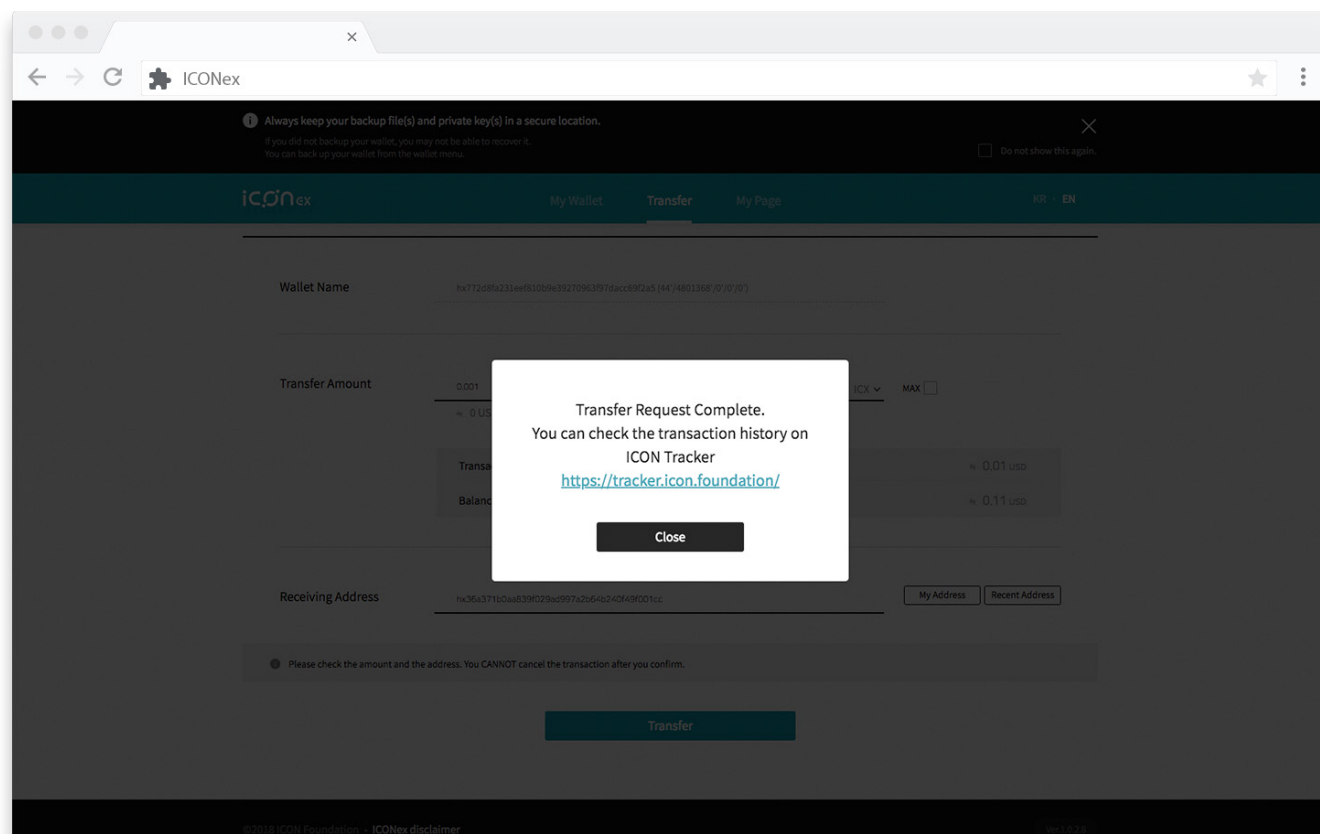 ICONex
Always keep your backup file(s) and private key(s) in a secure location.
If you did not backup your wallet, you may not be able to recover it.
You can back up your wallet from the wallet menu.
Do not show this again.
ICONex
My Wallet
Transfer
My Page
KR · EN
Wallet Name
Transfer Amount
0.001
ICX
MAX
≈ 0 US
Transfer Request Complete.
You can check the transaction history on
ICON Tracker
https://tracker.icon.foundation/
Close
Transa
≈ 0.01 USD
Balanc
≈ 0.11 USD
Receiving Address
My Address
Recent Address
Please check the amount and the address. You CANNOT cancel the transaction after you confirm.
Transfer
©2018 ICON Foundation · ICONex disclaimer